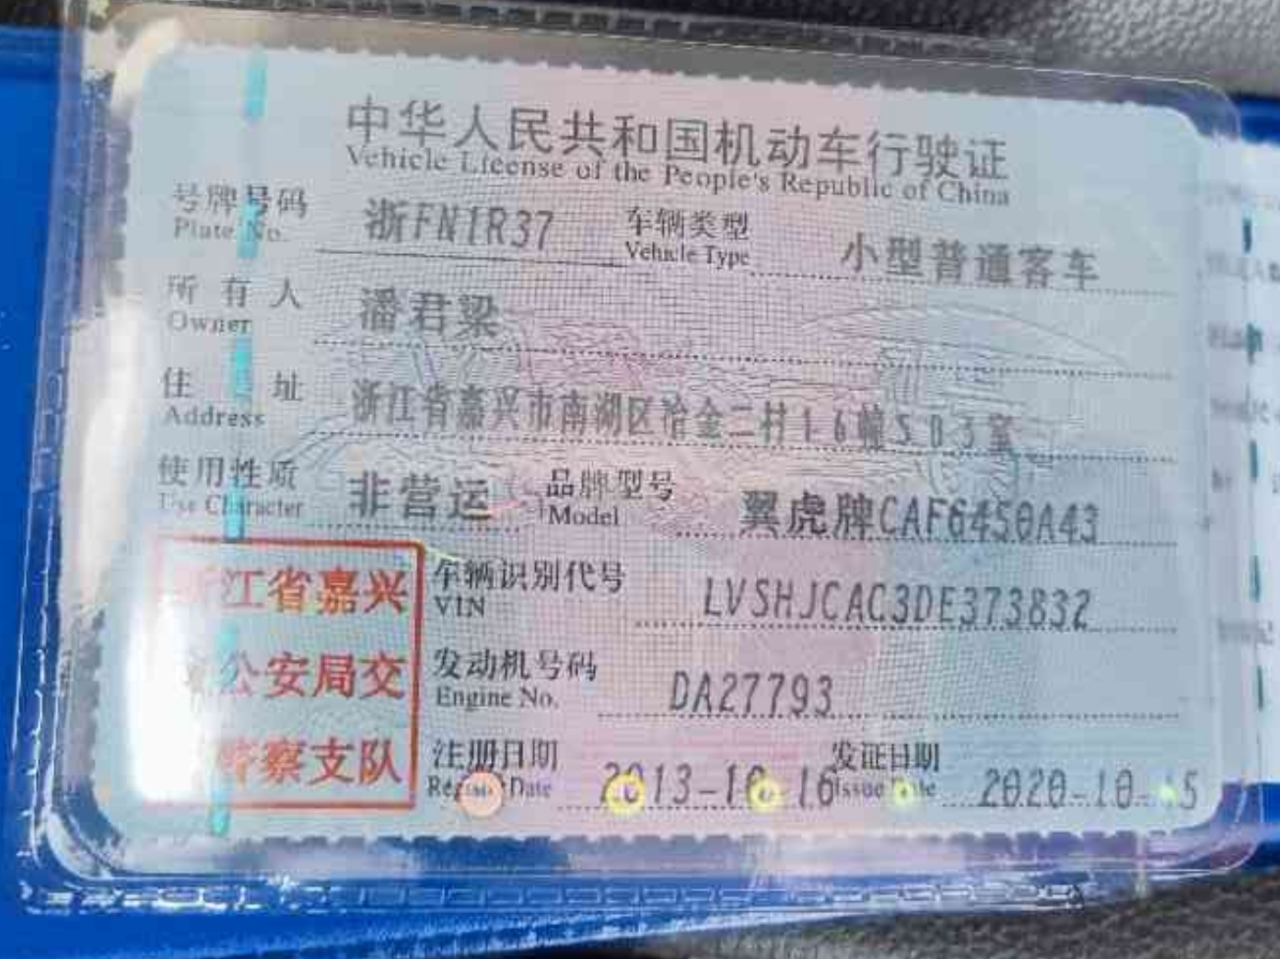 中华人民共和国机动车行驶证
Vehicle License of the People's Republic of China
号牌号码 浙FN1R37 车辆类型 小型普通客车
Plate No. Vehicle Type
所有人 潘君梁
Owner
住址 浙江省嘉兴市南湖区冶金二村16幢503室
Address
使用性质 非营运 品牌型号 翼虎牌CAF6450A43
Use Character Model
江省嘉兴 车辆识别代号 LVSHJCAC3DE373832
VIN
公安局交 发动机号码 DA27793
Engine No. 
警察支队 注册日期 2013-10-16 发证日期 2020-10-15
Register Date Issue Date